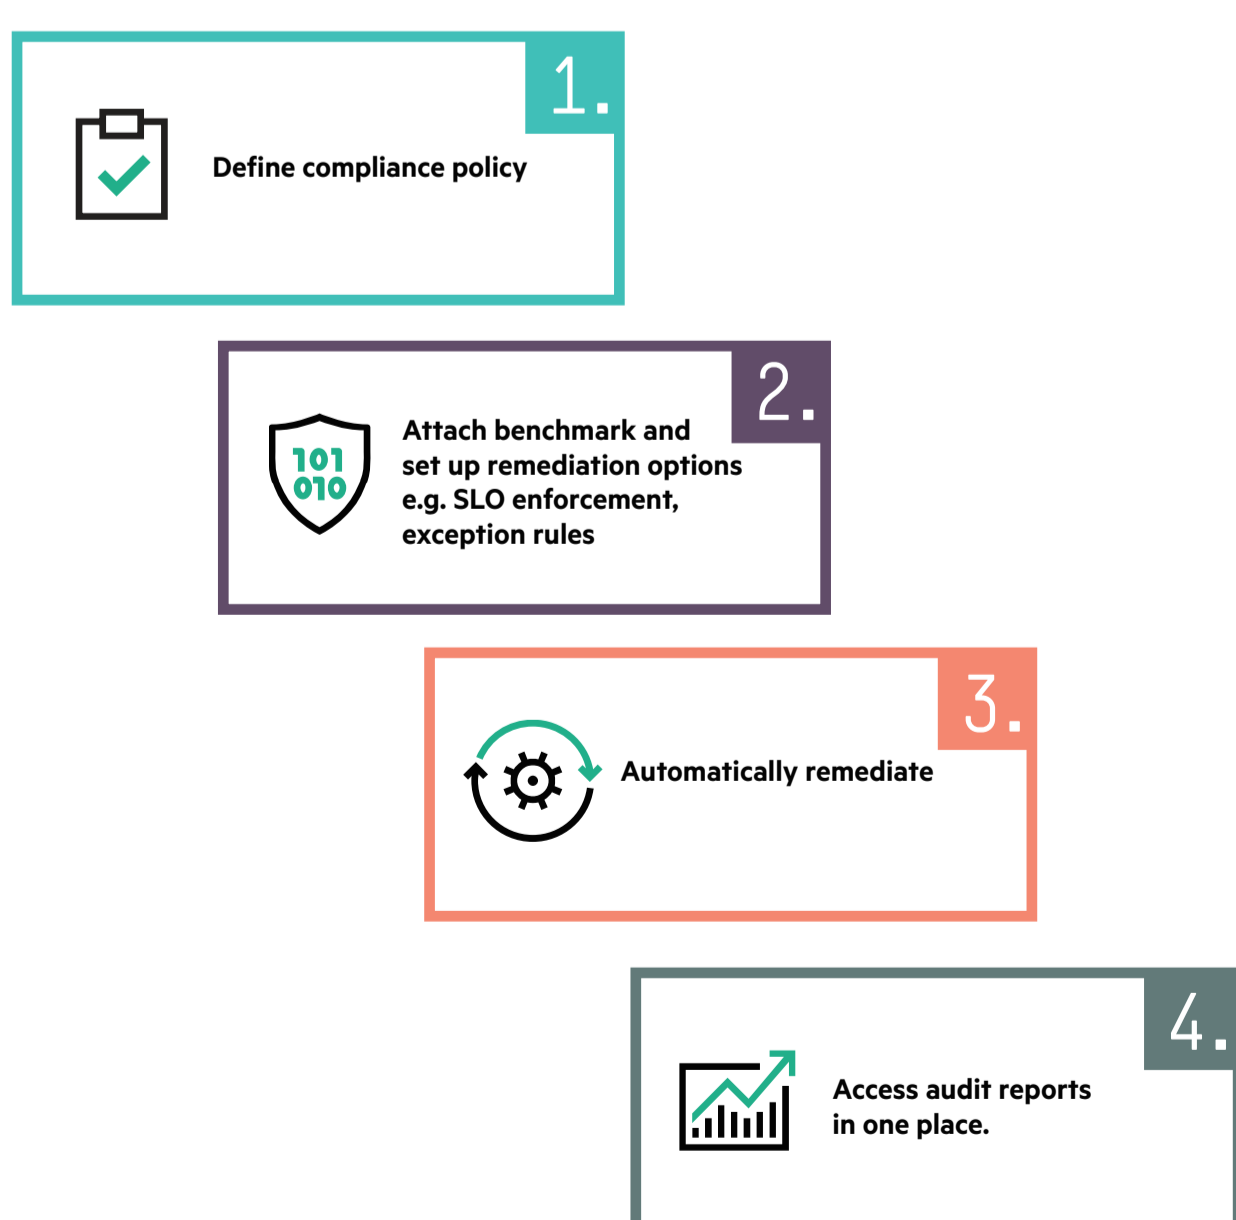 1.
Define compliance policy
2.
Attach benchmark and
set up remediation options
e.g. SLO enforcement,
exception rules
101
010
3.
Automatically remediate
4.
Access audit reports
in one place.